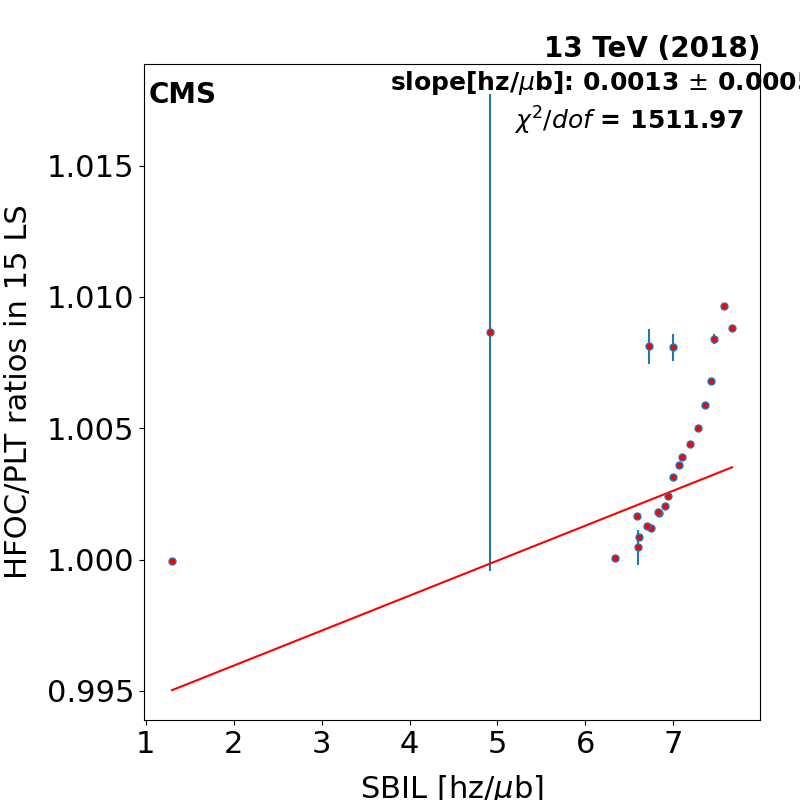 13 TeV (2018)
slope[hz/μb]: 0.0013 ± 0.0005
CMS
χ²/dof = 1511.97
HFOC/PLT ratios in 15 LS
1.015
1.010
1.005
1.000
0.995
1 2 3 4 5 6 7
SBIL [hz/μb]